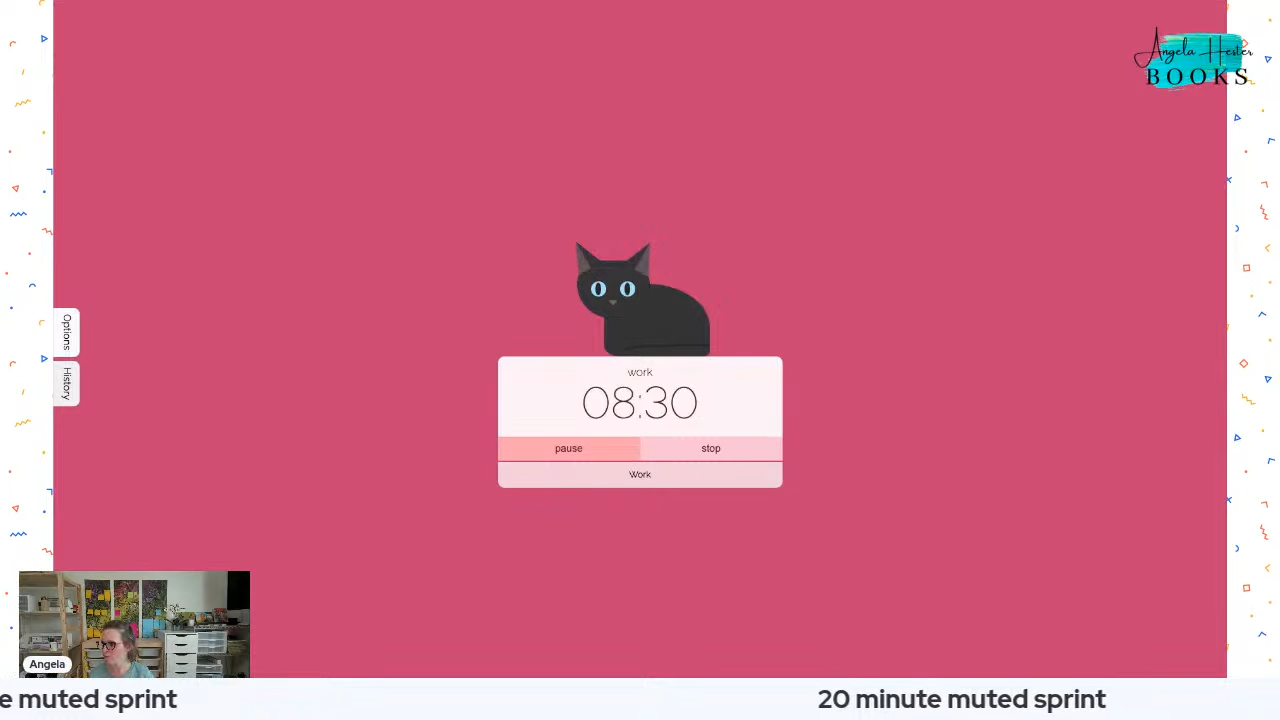 Angela Hester
BOOKS
Options
History
work
08:30
pause
stop
Work
Angela
e muted sprint
20 minute muted sprint